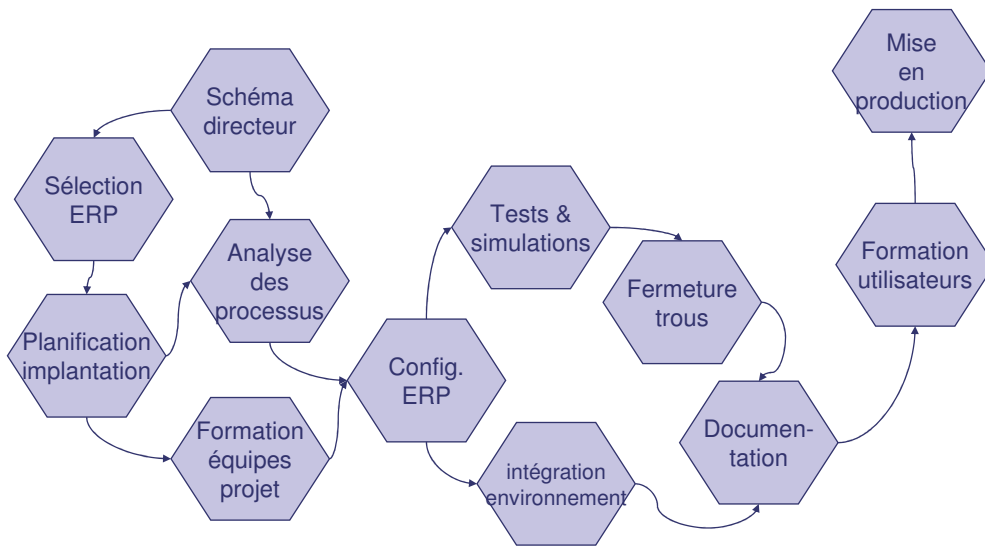 Schéma
directeur
Sélection
ERP
Analyse
des
processus
Planification
implantation
Formation
équipes
projet
Config.
ERP
Tests &
simulations
Fermeture
trous
intégration
environnement
Documen-
tation
Formation
utilisateurs
Mise
en
production